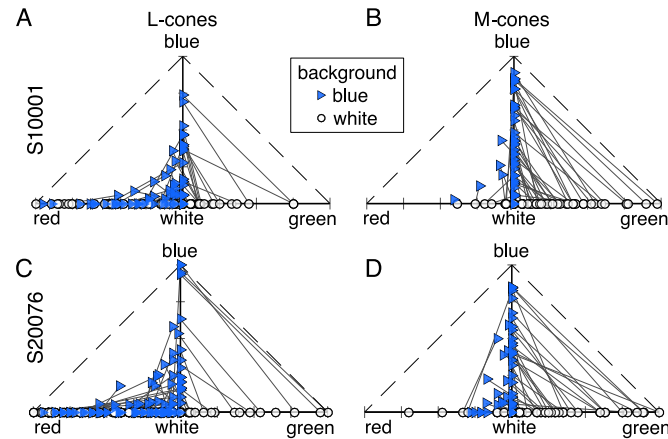 A
L-cones
blue
B
M-cones
blue
background
blue
white
S10001
red
white
green
red
white
green
C
blue
D
blue
S20076
red
white
green
red
white
green